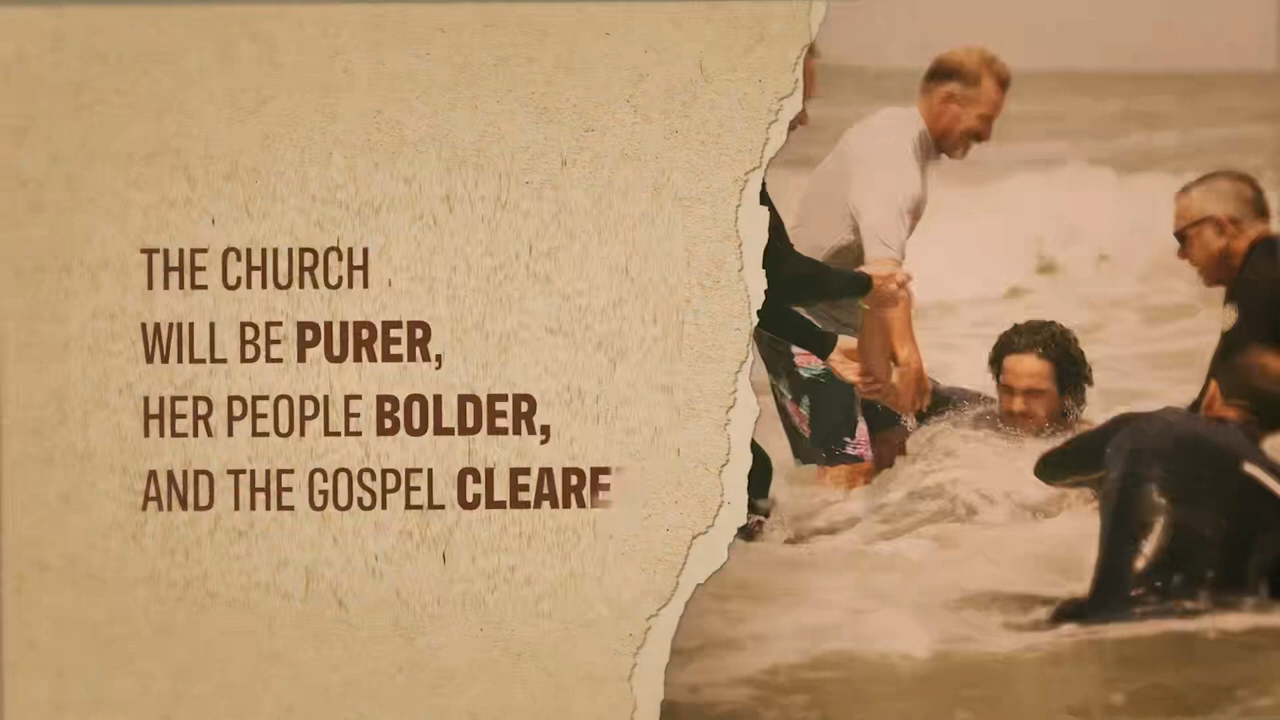 THE CHURCH
WILL BE PURER,
HER PEOPLE BOLDER,
AND THE GOSPEL CLEARE